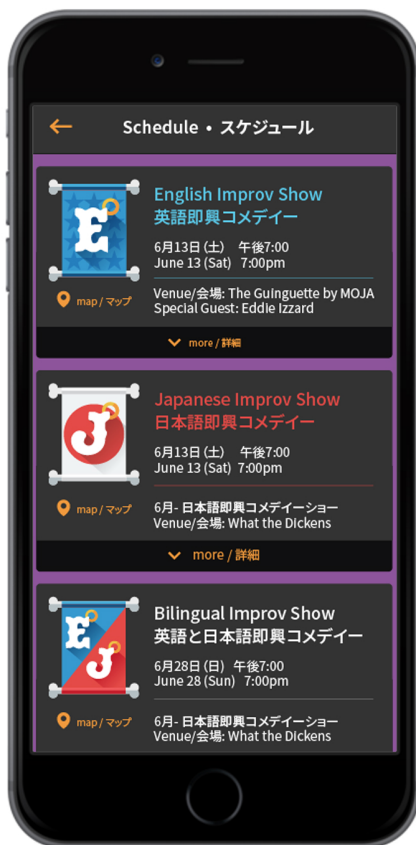 Schedule • スケジュール
E
English Improv Show
英語即興コメデイー
6月13日(土) 午後7:00
June 13 (Sat) 7:00pm
map / マップ
Venue/会場: The Guinguette by MOJA
Special Guest: Eddie Izzard
more / 詳細
J
Japanese Improv Show
日本語即興コメデイー
6月13日(土) 午後7:00
June 13 (Sat) 7:00pm
map / マップ
6月- 日本語即興コメデイーショー
Venue/会場: What the Dickens
more / 詳細
E
J
Bilingual Improv Show
英語と日本語即興コメデイー
6月28日(日) 午後7:00
June 28 (Sun) 7:00pm
map / マップ
6月- 日本語即興コメデイーショー
Venue/会場: What the Dickens